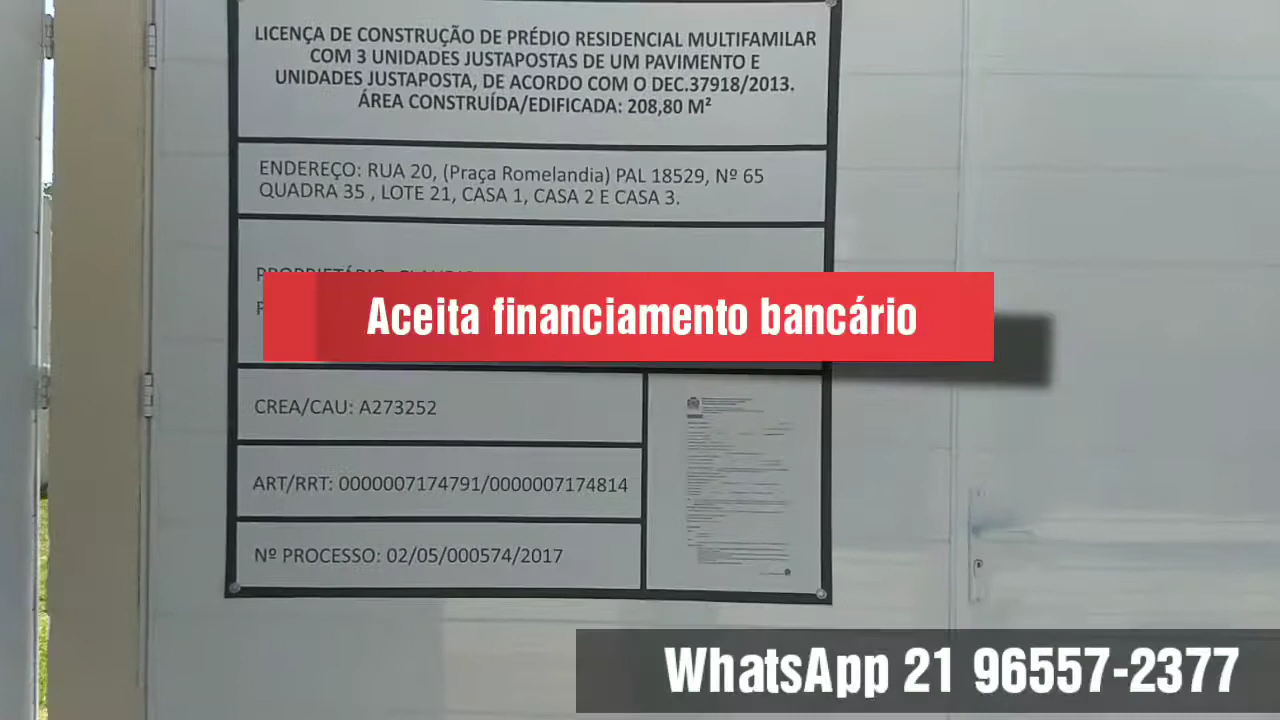 LICENÇA DE CONSTRUÇÃO DE PRÉDIO RESIDENCIAL MULTIFAMILAR
COM 3 UNIDADES JUSTAPOSTAS DE UM PAVIMENTO E
UNIDADES JUSTAPOSTA, DE ACORDO COM O DEC.37918/2013.
ÁREA CONSTRUÍDA/EDIFICADA: 208,80 M²
ENDEREÇO: RUA 20, (Praça Romelandia) PAL 18529, Nº 65
QUADRA 35 , LOTE 21, CASA 1, CASA 2 E CASA 3.
Aceita financiamento bancário
CREA/CAU: A273252
ART/RRT: 0000007174791/0000007174814
Nº PROCESSO: 02/05/000574/2017
WhatsApp 21 96557-2377